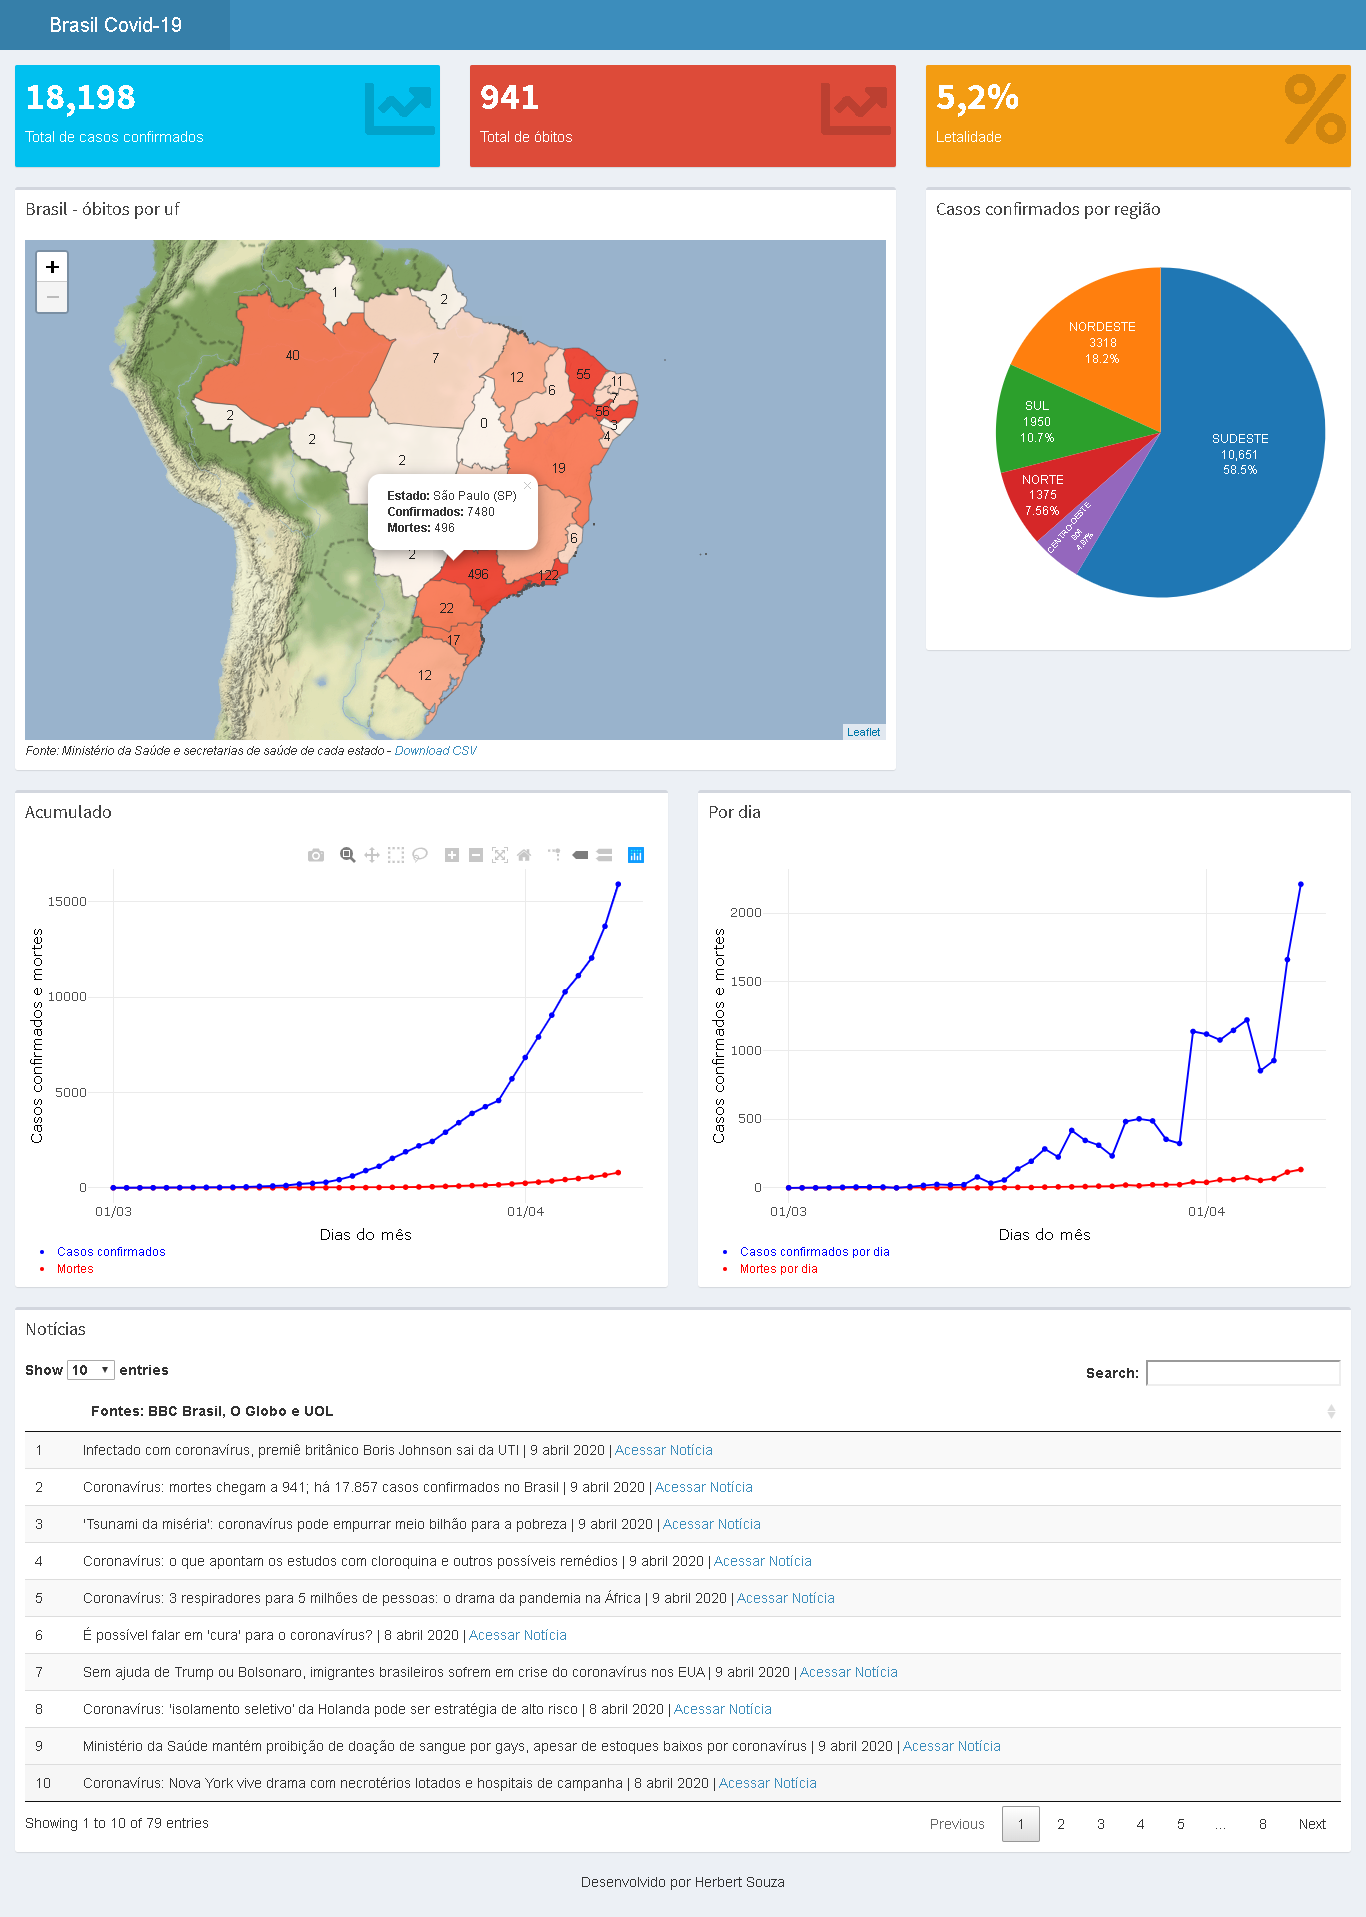 Brasil Covid-19
18,198
Total de casos confirmados
941
Total de óbitos
5,2%
Letalidade
Brasil - óbitos por uf
+
−
1
2
40
7
12
6
55
11
7
56
3
4
2
2
0
2
19
×
Estado: São Paulo (SP)
Confirmados: 7480
Mortes: 496
2
6
496
122
22
17
12
Leaflet
Fonte: Ministério da Saúde e secretarias de saúde de cada estado - Download CSV
Casos confirmados por região
NORDESTE
3318
18.2%
SUL
1950
10.7%
SUDESTE
10,651
58.5%
NORTE
1375
7.56%
CENTRO-OESTE
Acumulado
Casos confirmados e mortes
15000
10000
5000
0
01/03
01/04
Dias do mês
Casos confirmados
Mortes
Por dia
Casos confirmados e mortes
2000
1500
1000
500
0
01/03
01/04
Dias do mês
Casos confirmados por dia
Mortes por dia
Notícias
Show 10 entries
Search:
Fontes: BBC Brasil, O Globo e UOL
1 Infectado com coronavírus, premiê britânico Boris Johnson sai da UTI | 9 abril 2020 | Acessar Notícia
2 Coronavírus: mortes chegam a 941; há 17.857 casos confirmados no Brasil | 9 abril 2020 | Acessar Notícia
3 'Tsunami da miséria': coronavírus pode empurrar meio bilhão para a pobreza | 9 abril 2020 | Acessar Notícia
4 Coronavírus: o que apontam os estudos com cloroquina e outros possíveis remédios | 9 abril 2020 | Acessar Notícia
5 Coronavírus: 3 respiradores para 5 milhões de pessoas: o drama da pandemia na África | 9 abril 2020 | Acessar Notícia
6 É possível falar em 'cura' para o coronavírus? | 8 abril 2020 | Acessar Notícia
7 Sem ajuda de Trump ou Bolsonaro, imigrantes brasileiros sofrem em crise do coronavírus nos EUA | 9 abril 2020 | Acessar Notícia
8 Coronavírus: 'isolamento seletivo' da Holanda pode ser estratégia de alto risco | 8 abril 2020 | Acessar Notícia
9 Ministério da Saúde mantém proibição de doação de sangue por gays, apesar de estoques baixos por coronavírus | 9 abril 2020 | Acessar Notícia
10 Coronavírus: Nova York vive drama com necrotérios lotados e hospitais de campanha | 8 abril 2020 | Acessar Notícia
Showing 1 to 10 of 79 entries
Previous 1 2 3 4 5 … 8 Next
Desenvolvido por Herbert Souza